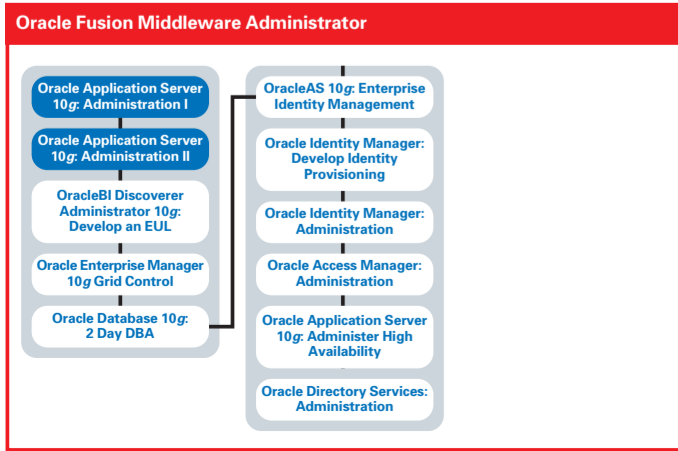 Oracle Fusion Middleware Administrator
Oracle Application Server
10g: Administration I
Oracle Application Server
10g: Administration II
OracleBI Discoverer
Administrator 10g:
Develop an EUL
Oracle Enterprise Manager
10g Grid Control
Oracle Database 10g:
2 Day DBA
OracleAS 10g: Enterprise
Identity Management
Oracle Identity Manager:
Develop Identity
Provisioning
Oracle Identity Manager:
Administration
Oracle Access Manager:
Administration
Oracle Application Server
10g: Administer High
Availability
Oracle Directory Services:
Administration